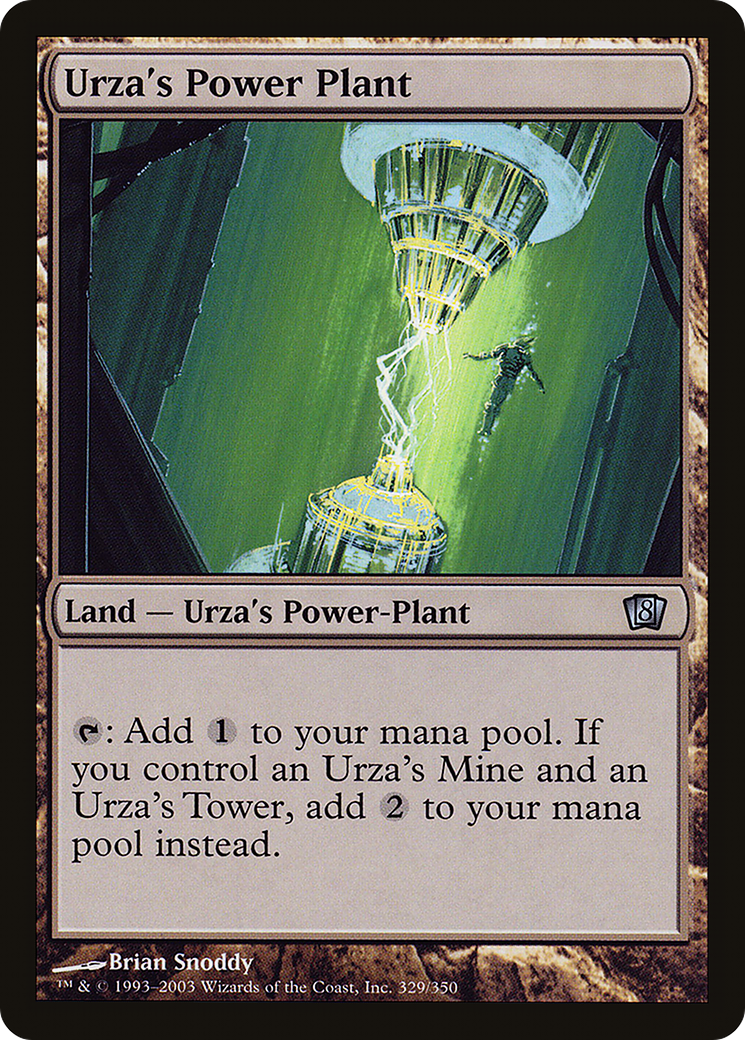 Urza's Power Plant
Land — Urza's Power-Plant
8
: Add 1 to your mana pool. If
you control an Urza's Mine and an
Urza's Tower, add 2 to your mana
pool instead.
Brian Snoddy
™ & © 1993–2003 Wizards of the Coast, Inc. 329/350